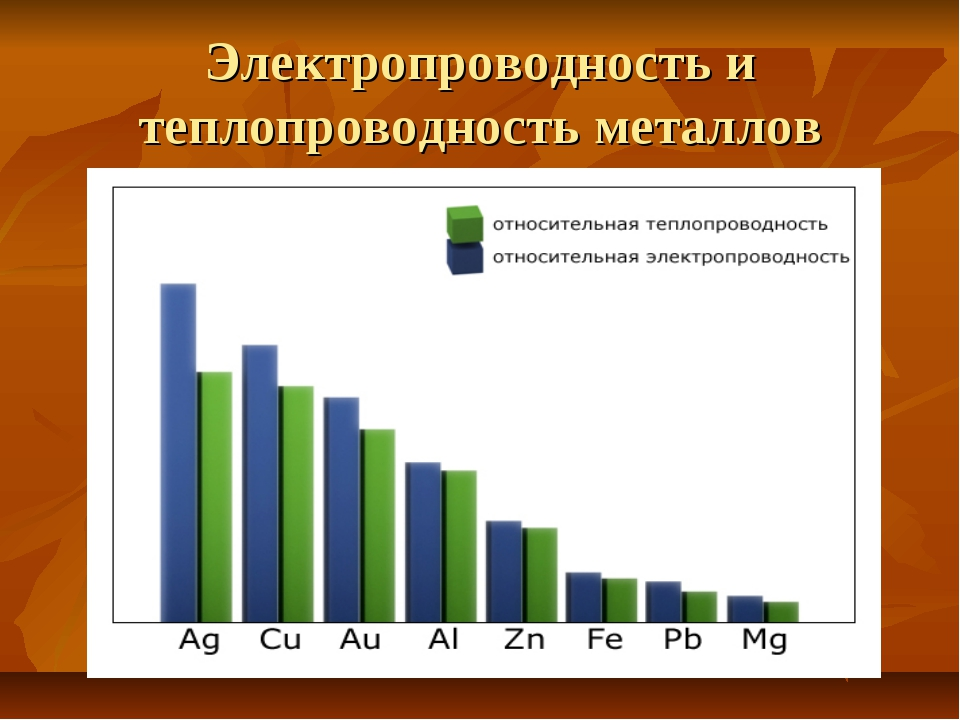 Электропроводность и
теплопроводность металлов
относительная теплопроводность
относительная электропроводность
Ag Cu Au Al Zn Fe Pb Mg